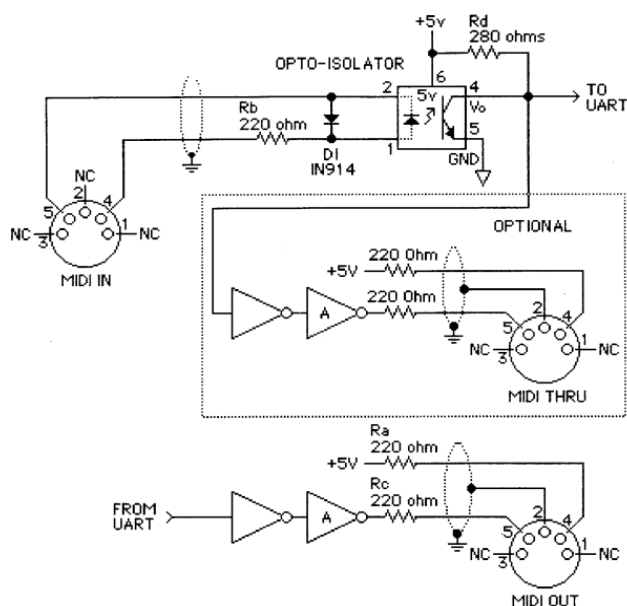 +5v
Rd
280 ohms
OPTO-ISOLATOR
6
2
5v
4
TO
UART
Vo
Rb
220 ohm
1
5
GND
D1
IN914
NC
5
2
4
NC
3
1
NC
MIDI IN
OPTIONAL
220 Ohm
+5V
220 Ohm
A
5
2
4
NC
3
1
NC
MIDI THRU
Ra
220 ohm
+5V
Rc
220 ohm
FROM
UART
A
5
2
4
NC
3
1
NC
MIDI OUT